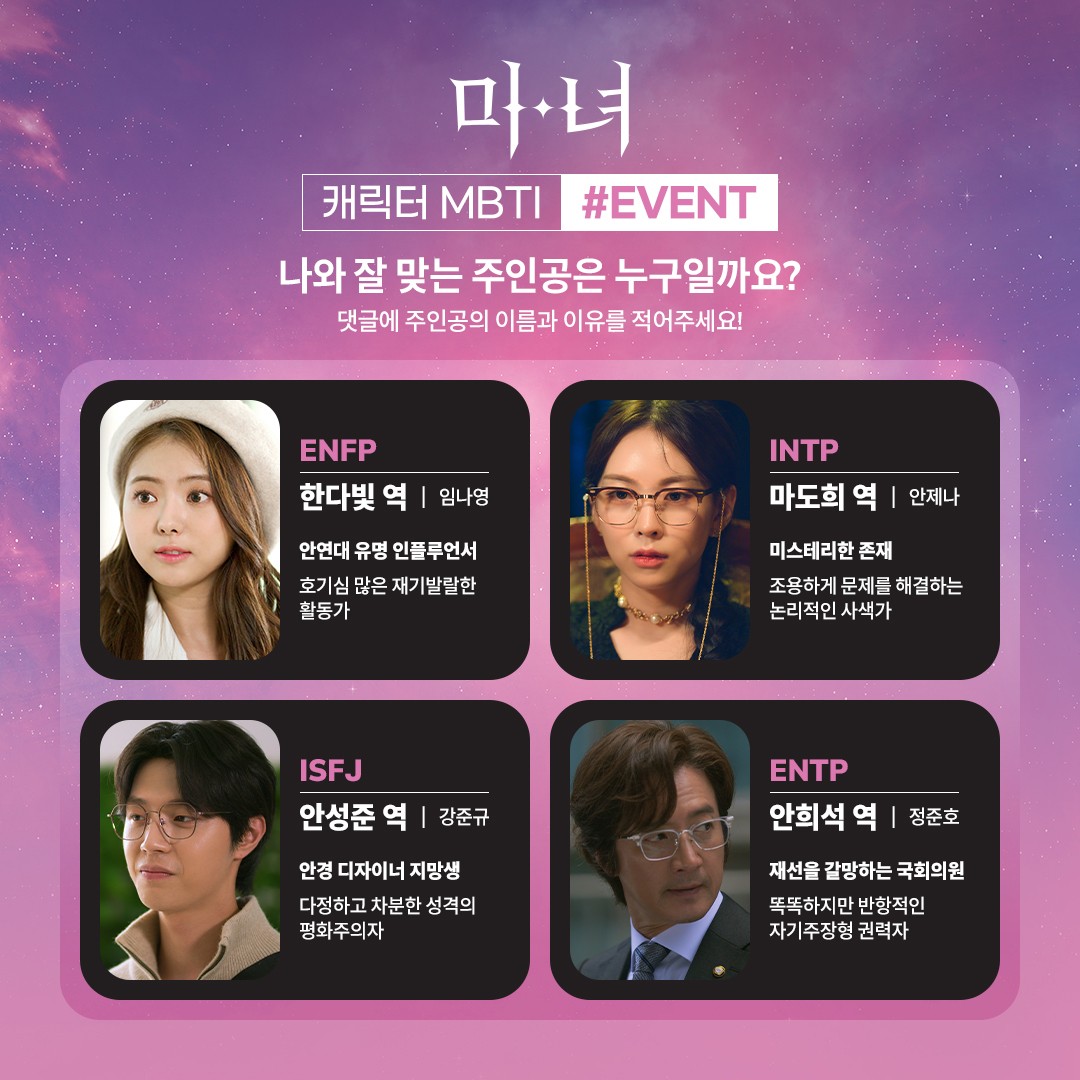 마·녀
캐릭터 MBTI #EVENT
나와 잘 맞는 주인공은 누구일까요?
댓글에 주인공의 이름과 이유를 적어주세요!
ENFP
한다빛 역 | 임나영
안연대 유명 인플루언서
호기심 많은 재기발랄한
활동가
INTP
마도희 역 | 안제나
미스테리한 존재
조용하게 문제를 해결하는
논리적인 사색가
ISFJ
안성준 역 | 강준규
안경 디자이너 지망생
다정하고 차분한 성격의
평화주의자
ENTP
안희석 역 | 정준호
재선을 갈망하는 국회의원
똑똑하지만 반항적인
자기주장형 권력자